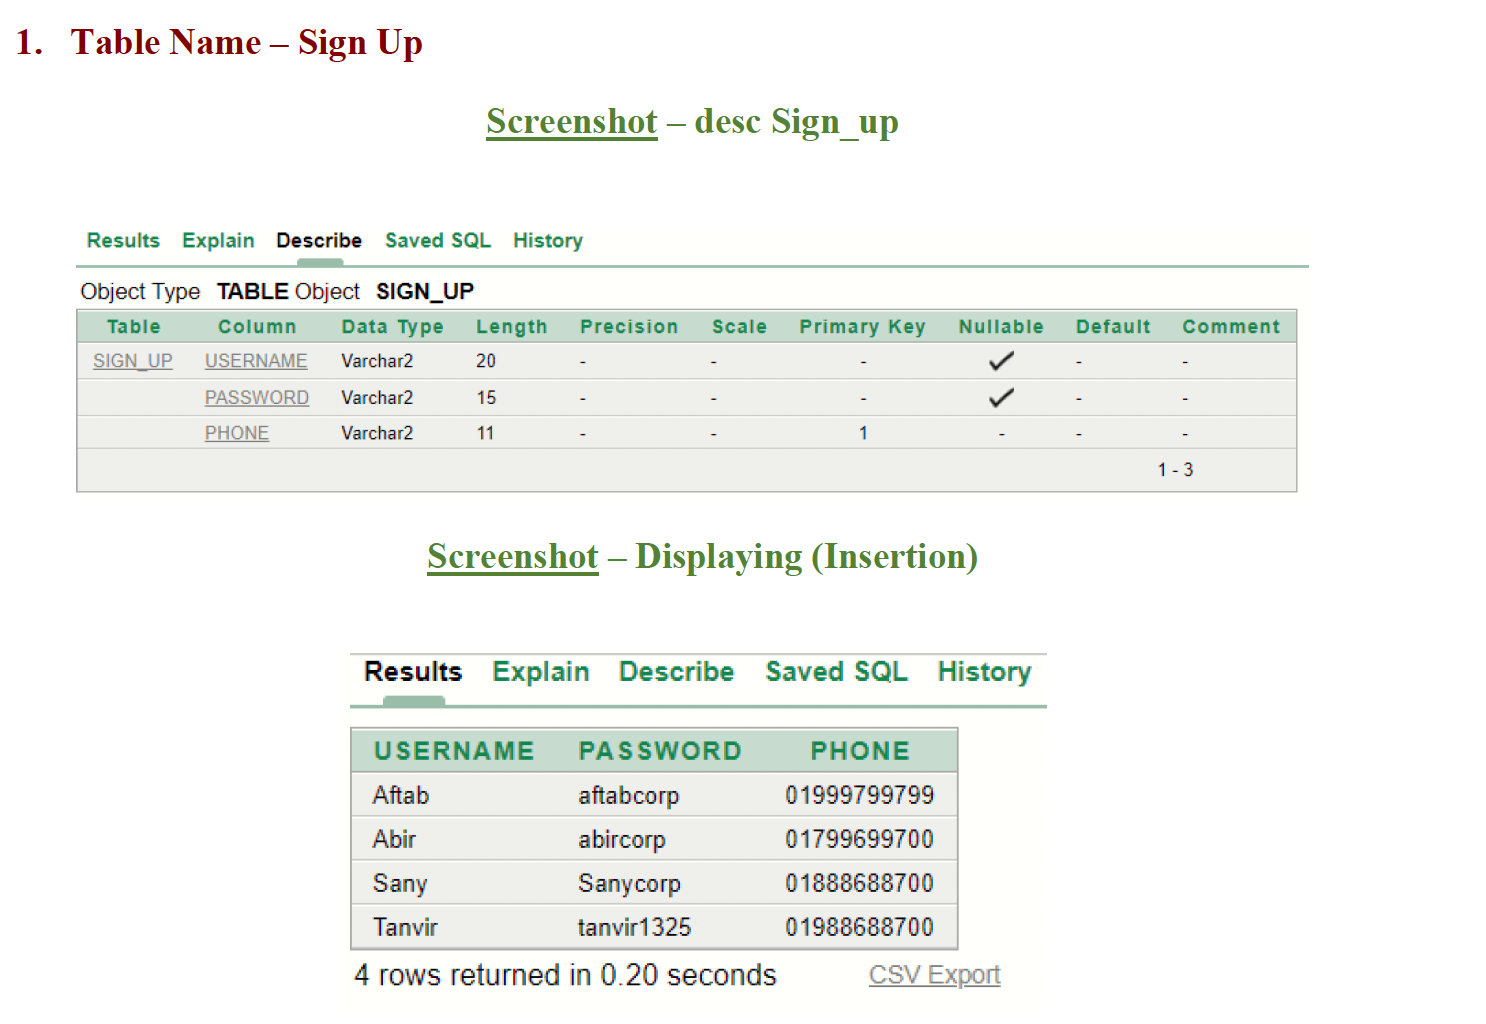 1. Table Name – Sign Up
Screenshot – desc Sign_up
Results Explain Describe Saved SQL History
Object Type TABLE Object SIGN_UP
Table Column Data Type Length Precision Scale Primary Key Nullable Default Comment
SIGN_UP USERNAME Varchar2 20 - - - ✓ - -
PASSWORD Varchar2 15 - - - ✓ - -
PHONE Varchar2 11 - - 1 - - -
1 - 3
Screenshot – Displaying (Insertion)
Results Explain Describe Saved SQL History
USERNAME PASSWORD PHONE
Aftab aftabcorp 01999799799
Abir abircorp 01799699700
Sany Sanycorp 01888688700
Tanvir tanvir1325 01988688700
4 rows returned in 0.20 seconds CSV Export